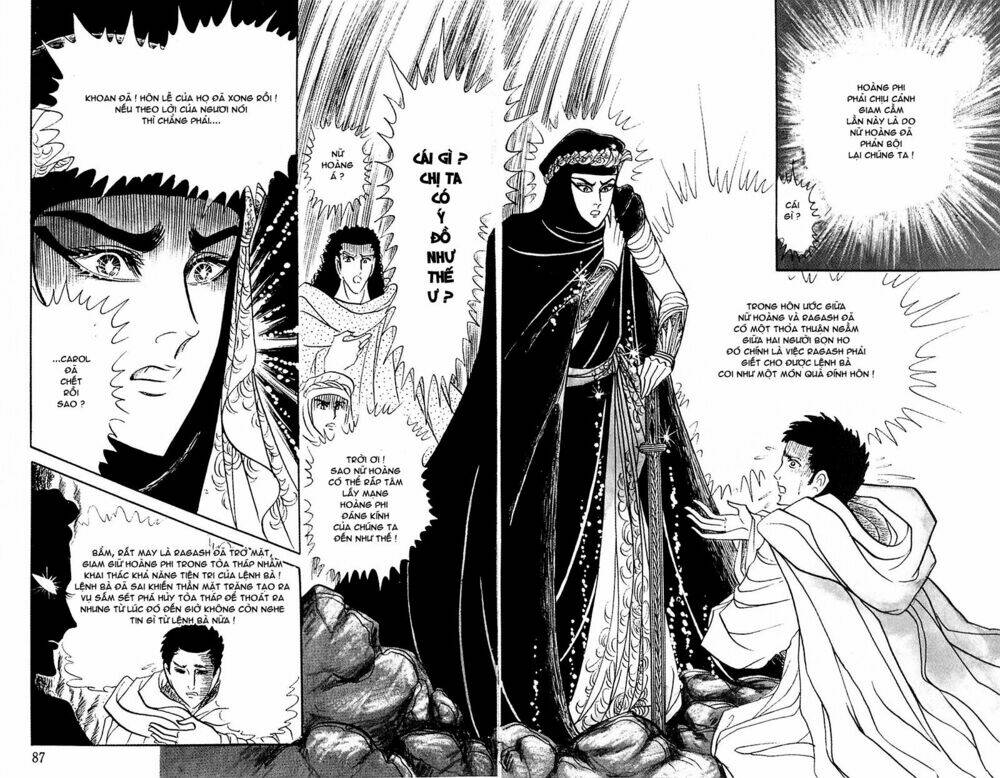 HOÀNG PHI
PHẢI CHỊU CẢNH
GIAM CẦM
LẦN NÀY LÀ DO
NỮ HOÀNG ĐÃ
PHẢN BỘI
LẠI CHÚNG TA !
CÁI
GÌ ?
TRONG HÔN ƯỚC GIỮA
NỮ HOÀNG VÀ RAGASH ĐÃ
CÓ MỘT THỎA THUẬN NGẦM
GIỮA HAI NGƯỜI BỌN HỌ
ĐÓ CHÍNH LÀ VIỆC RAGASH PHẢI
GIẾT CHO ĐƯỢC LỆNH BÀ
COI NHƯ MỘT MÓN QUÀ ĐÍNH HÔN !
CÁI GÌ ?
CHỊ TA
CÓ
Ý
ĐỒ
NHƯ
THẾ
Ư ?
NỮ
HOÀNG
Á ?
TRỜI ƠI !
SAO NỮ HOÀNG
CÓ THỂ RẮP TÂM
LẤY MẠNG
HOÀNG PHI
ĐÁNG KÍNH
CỦA CHÚNG TA
ĐẾN NHƯ THẾ !
KHOAN ĐÃ ! HÔN LỄ CỦA HỌ ĐÃ XONG RỒI !
NẾU THEO LỜI CỦA NGƯƠI NÓI
THÌ CHẲNG PHẢI....
...CAROL
ĐÃ
CHẾT
RỒI
SAO ?
BẨM, RẤT MAY LÀ RAGASH ĐÃ TRỞ MẶT,
GIAM GIỮ HOÀNG PHI TRONG TÒA THÁP NHẰM
KHAI THÁC KHẢ NĂNG TIÊN TRI CỦA LỆNH BÀ !
LỆNH BÀ ĐÃ SAI KHIẾN THẦN MẶT TRĂNG TẠO RA
VỤ SẤM SÉT PHÁ HỦY TÒA THÁP ĐỂ THOÁT RA
NHƯNG TỪ LÚC ĐÓ ĐẾN GIỜ KHÔNG CÒN NGHE
TIN GÌ TỪ LỆNH BÀ NỮA !
87